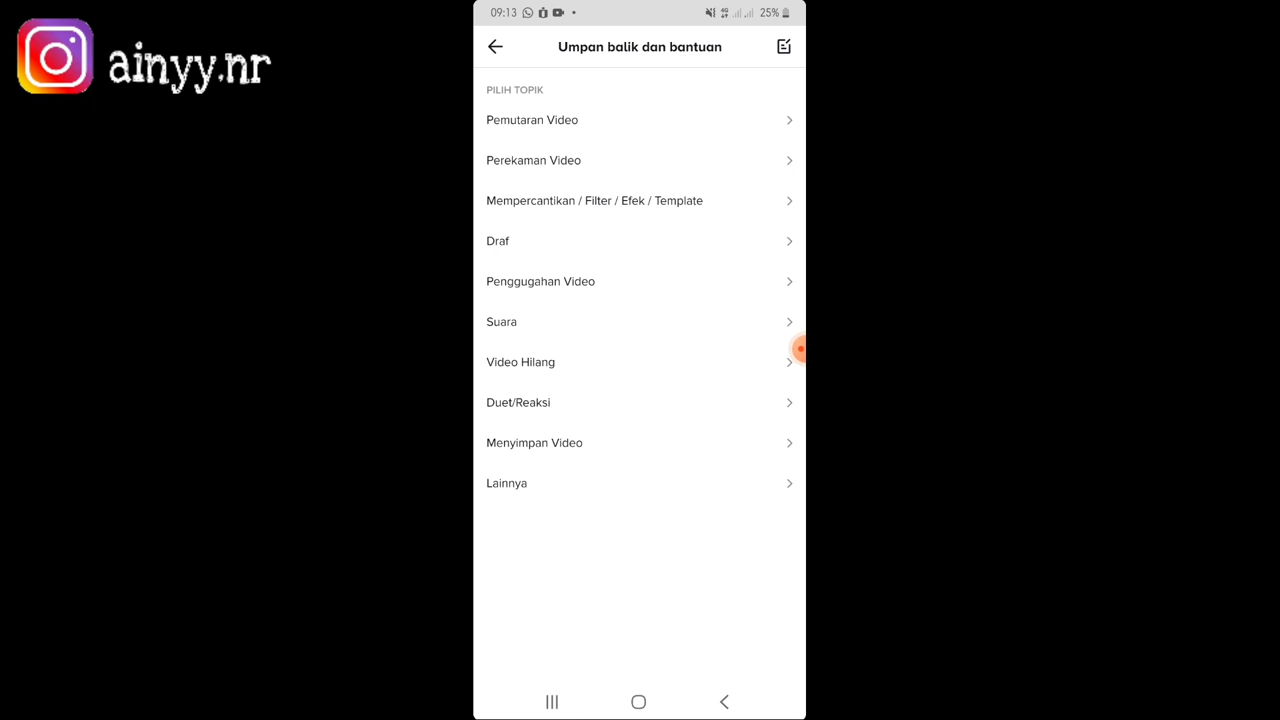 ainyy.nr
09:13
25%
Umpan balik dan bantuan
PILIH TOPIK
Pemutaran Video
Perekaman Video
Mempercantikan / Filter / Efek / Template
Draf
Penggugahan Video
Suara
Video Hilang
Duet/Reaksi
Menyimpan Video
Lainnya